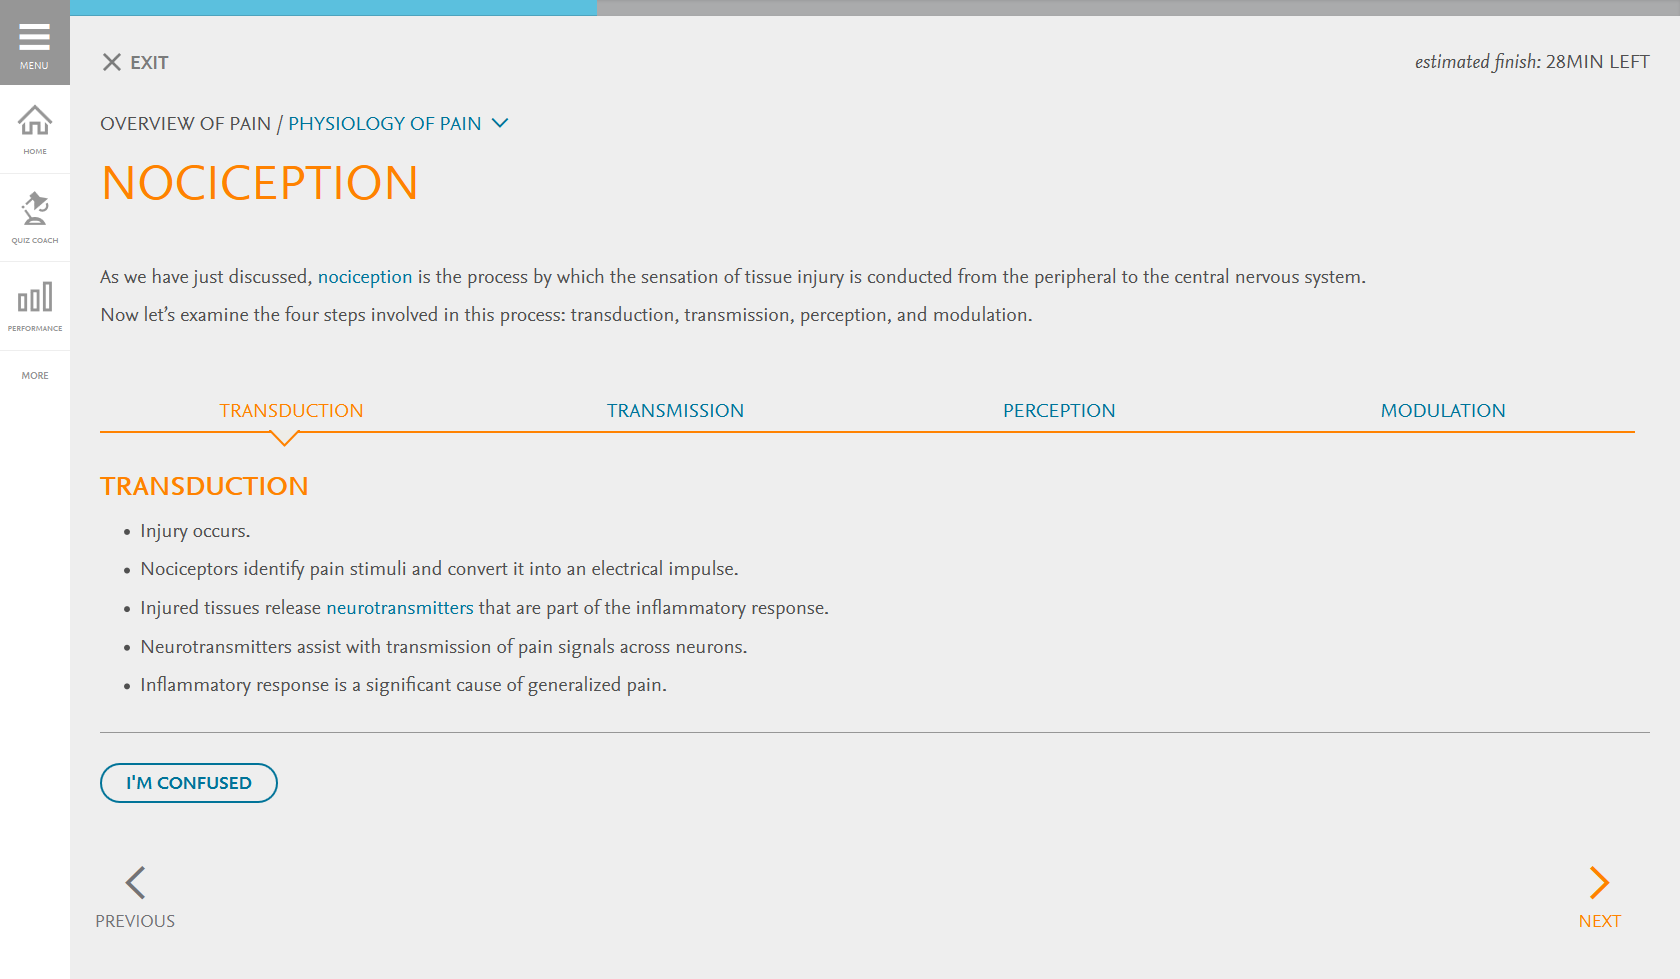 MENU
HOME
QUIZ COACH
PERFORMANCE
MORE
EXIT
estimated finish: 28MIN LEFT
OVERVIEW OF PAIN / PHYSIOLOGY OF PAIN
NOCICEPTION
As we have just discussed, nociception is the process by which the sensation of tissue injury is conducted from the peripheral to the central nervous system.
Now let’s examine the four steps involved in this process: transduction, transmission, perception, and modulation.
TRANSDUCTION TRANSMISSION PERCEPTION MODULATION
TRANSDUCTION
• Injury occurs.
• Nociceptors identify pain stimuli and convert it into an electrical impulse.
• Injured tissues release neurotransmitters that are part of the inflammatory response.
• Neurotransmitters assist with transmission of pain signals across neurons.
• Inflammatory response is a significant cause of generalized pain.
I'M CONFUSED
PREVIOUS
NEXT